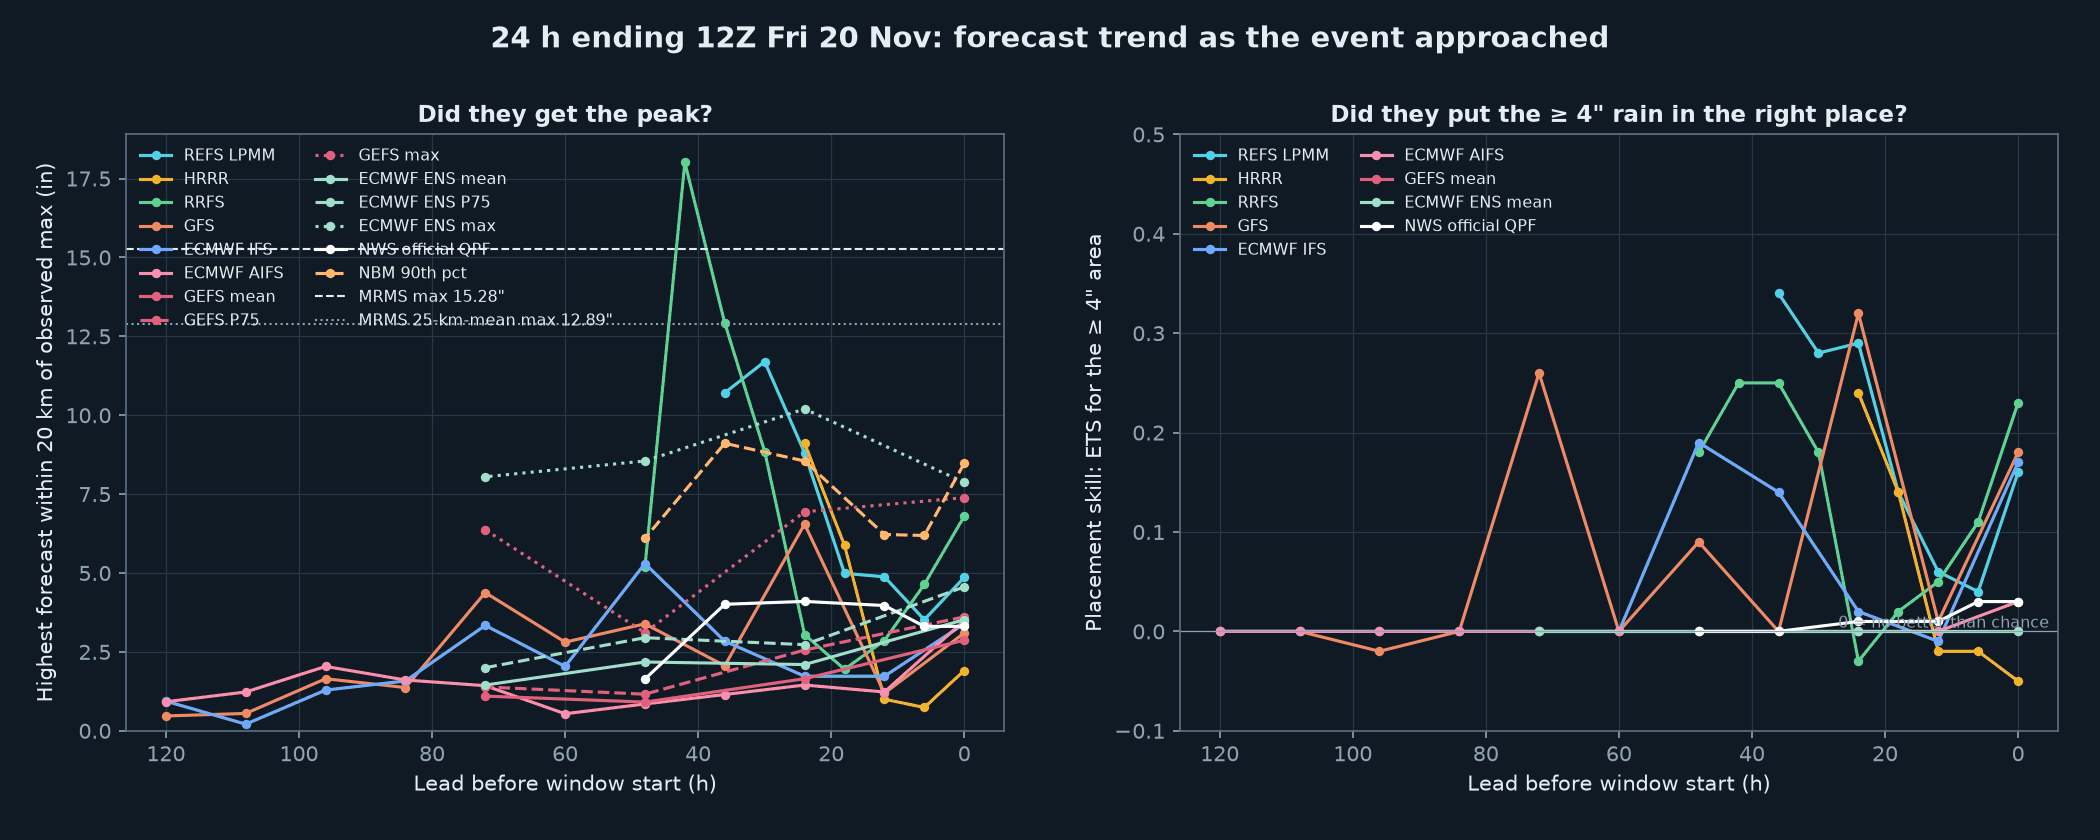 24 h ending 12Z Fri 20 Nov: forecast trend as the event approached
Did they get the peak?
Highest forecast within 20 km of observed max (in)
17.5
15.0
12.5
10.0
7.5
5.0
2.5
0.0
REFS LPMM
HRRR
RRFS
GFS
ECMWF IFS
ECMWF AIFS
GEFS mean
GEFS P75
GEFS max
ECMWF ENS mean
ECMWF ENS P75
ECMWF ENS max
NWS official QPF
NBM 90th pct
MRMS max 15.28"
MRMS 25-km-mean max 12.89"
120
100
80
60
40
20
0
Lead before window start (h)
Did they put the ≥ 4" rain in the right place?
Placement skill: ETS for the ≥ 4" area
0.5
0.4
0.3
0.2
0.1
0.0
−0.1
REFS LPMM
HRRR
RRFS
GFS
ECMWF IFS
ECMWF AIFS
GEFS mean
ECMWF ENS mean
NWS official QPF
than chance
120
100
80
60
40
20
0
Lead before window start (h)